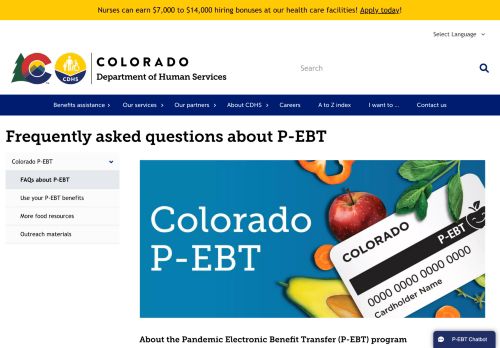 Nurses can earn $7,000 to $14,000 hiring bonuses at our health care facilities! Apply today!
Select Language
CDHS
COLORADO
Department of Human Services
Search
Benefits assistance
Our services
Our partners
About CDHS
Careers
A to Z index
I want to ...
Contact us
Frequently asked questions about P-EBT
Colorado P-EBT
FAQs about P-EBT
Use your P-EBT benefits
More food resources
Outreach materials
Colorado
P-EBT
COLORADO
P-EBT
0000 0000 0000 0000
Cardholder Name
About the Pandemic Electronic Benefit Transfer (P-EBT) program
P-EBT Chatbot